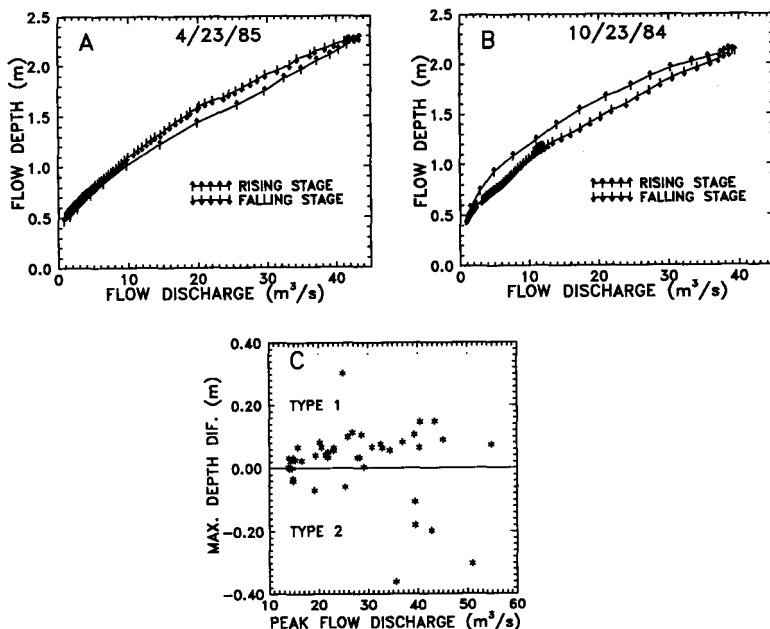 A
4/23/85
2.5
2.0
1.5
1.0
0.5
0.0
FLOW DEPTH (m)
RISING STAGE
FALLING STAGE
0
10
20
30
40
FLOW DISCHARGE (m³/s)
B
10/23/84
2.5
2.0
1.5
1.0
0.5
0.0
FLOW DEPTH (m)
RISING STAGE
FALLING STAGE
0
10
20
30
40
FLOW DISCHARGE (m³/s)
C
0.40
0.20
0.00
-0.20
-0.40
MAX. DEPTH DIF. (m)
TYPE 1
TYPE 2
10
20
30
40
50
60
PEAK FLOW DISCHARGE (m³/s)